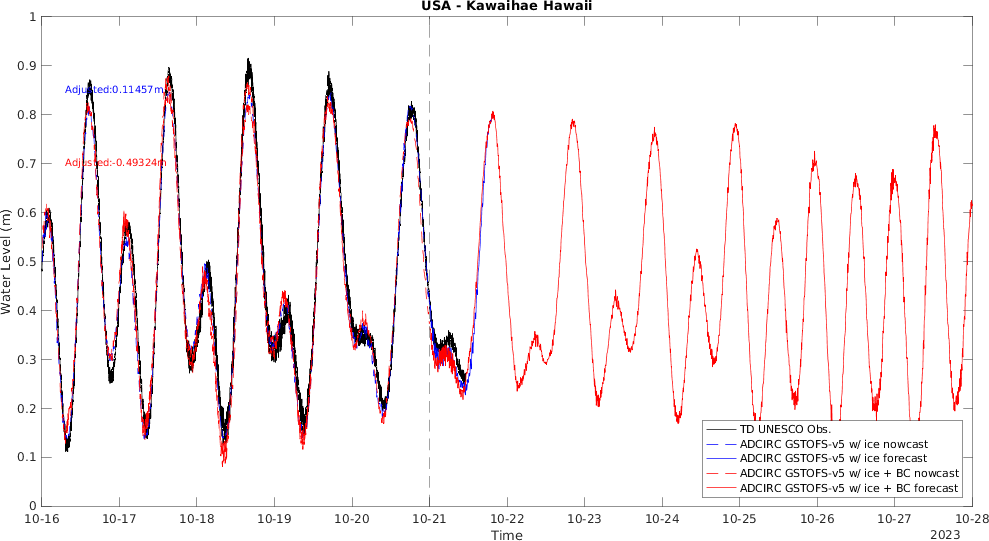 USA - Kawaihae Hawaii
1
0.9
0.8
0.7
0.6
0.5
0.4
0.3
0.2
0.1
0
Water Level (m)
Adjusted:0.11457m
Adjusted:-0.49324m
TD UNESCO Obs.
ADCIRC GSTOFS-v5 w/ ice nowcast
ADCIRC GSTOFS-v5 w/ ice forecast
ADCIRC GSTOFS-v5 w/ ice + BC nowcast
ADCIRC GSTOFS-v5 w/ ice + BC forecast
10-16 10-17 10-18 10-19 10-20 10-21 10-22 10-23 10-24 10-25 10-26 10-27 10-28
Time
2023